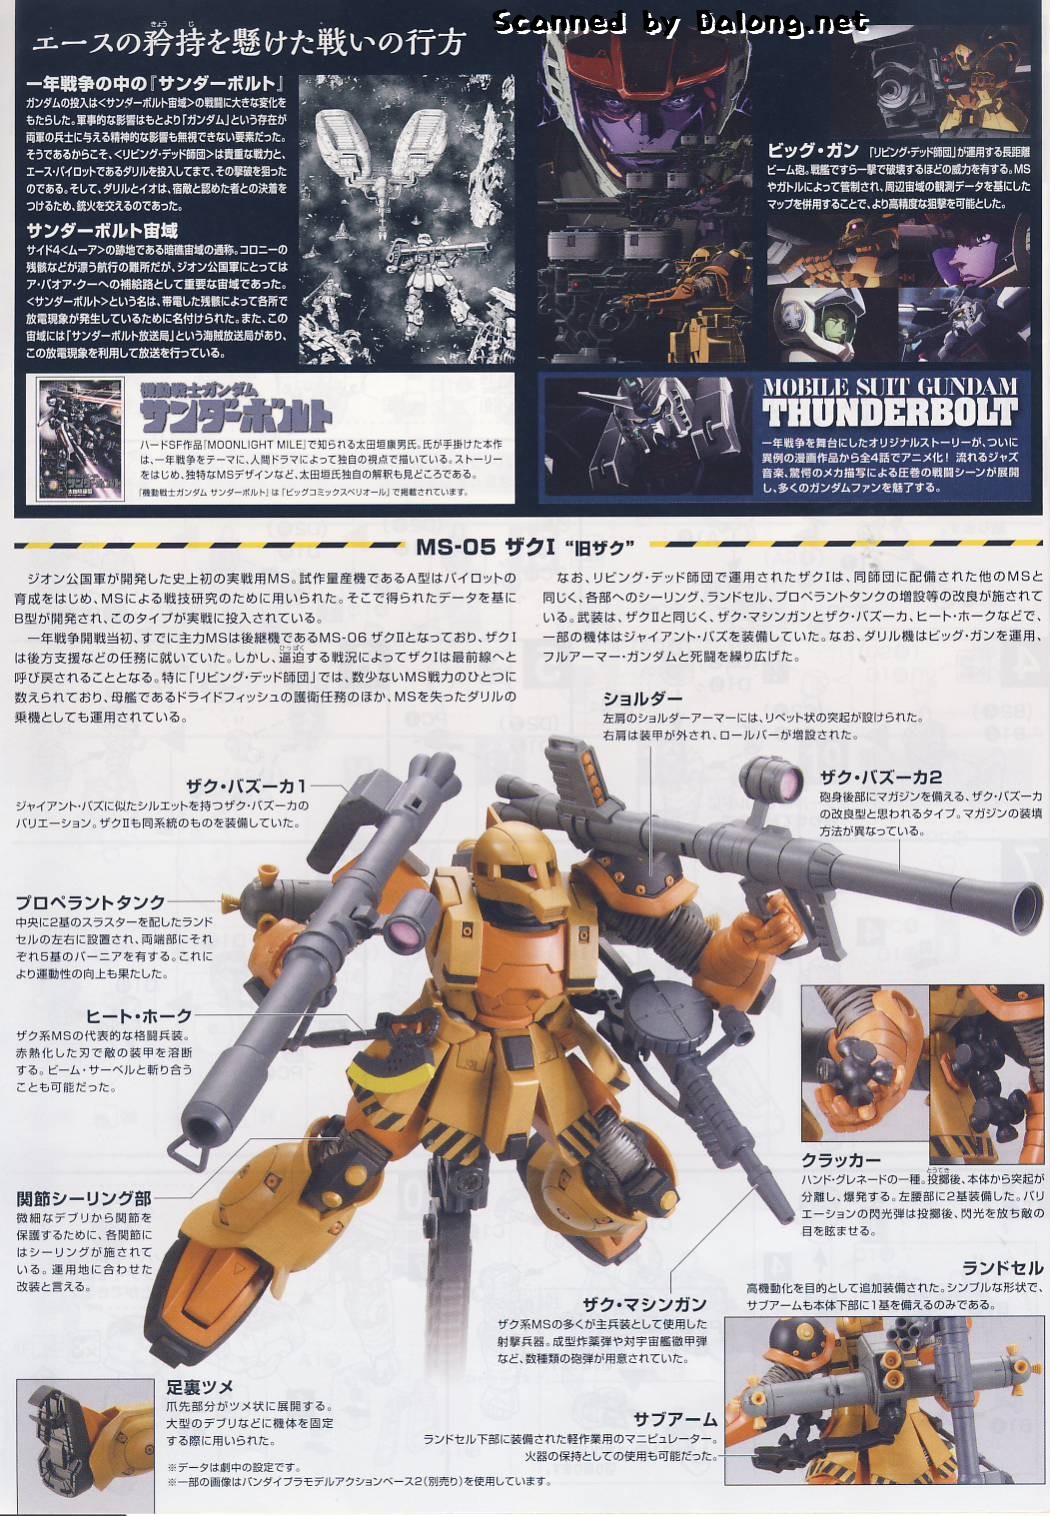 Scanned by Dalong.net
エースの矜持を懸けた戦いの行方
きょう じ
一年戦争の中の『サンダーボルト』
ガンダムの投入は<サンダーボルト宙域>の戦闘に大きな変化を
もたらした。軍事的な影響はもとより「ガンダム」という存在が
両軍の兵士に与える精神的な影響も無視できない要素だった。
そうであるからこそ、<リビング・デッド師団>は貴重な戦力と、
エース・パイロットであるダリルを投入してまで、その撃破を狙った
のである。そして、ダリルとイオは、宿敵と認めた者との決着を
つけるため、銃火を交えるのであった。
サンダーボルト宙域
サイド4<ムーア>の跡地である暗礁宙域の通称。コロニーの
残骸などが漂う航行の難所だが、ジオン公国軍にとっては
ア・バオア・クーへの補給路として重要な宙域であった。
<サンダーボルト>という名は、帯電した残骸によって各所で
放電現象が発生しているために名付けられた。また、この
宙域には「サンダーボルト放送局」という海賊放送局があり、
この放電現象を利用して放送を行っている。
ビッグ・ガン 「リビング・デッド師団」が運用する長距離
ビーム砲。戦艦ですら一撃で破壊するほどの威力を有する。MS
やガトルによって管制され、周辺宙域の観測データを基にした
マップを併用することで、より高精度な狙撃を可能とした。
機動戦士ガンダム
サンダーボルト
ハードSF作品『MOONLIGHT MILE』で知られる太田垣康男氏。氏が手掛けた本作
は、一年戦争をテーマに、人間ドラマによって独自の視点で描いている。ストーリー
をはじめ、独特なMSデザインなど、太田垣氏独自の解釈も見どころである。
『機動戦士ガンダム サンダーボルト』は『ビッグコミックスペリオール』で掲載されています。
MOBILE SUIT GUNDAM
THUNDERBOLT
一年戦争を舞台にしたオリジナルストーリーが、ついに
異例の漫画作品から全4話でアニメ化! 流れるジャズ
音楽、驚愕のメカ描写による圧巻の戦闘シーンが展開
し、多くのガンダムファンを魅了する。
MS-05 ザクⅠ “旧ザク”
ジオン公国軍が開発した史上初の実戦用MS。試作量産機であるA型はパイロットの
育成をはじめ、MSによる戦技研究のために用いられた。そこで得られたデータを基に
B型が開発され、このタイプが実戦に投入されている。
一年戦争開戦当初、すでに主力MSは後継機であるMS-06 ザクⅡとなっており、ザクⅠ
は後方支援などの任務に就いていた。しかし、逼迫する戦況によってザクⅠは最前線へと
ひっぱく
呼び戻されることとなる。特に「リビング・デッド師団」では、数少ないMS戦力のひとつに
数えられており、母艦であるドライドフィッシュの護衛任務のほか、MSを失ったダリルの
乗機としても運用されている。
なお、リビング・デッド師団で運用されたザクⅠは、同師団に配備された他のMSと
同じく、各部へのシーリング、ランドセル、プロペラントタンクの増設等の改良が施されて
いる。武装は、ザクⅡと同じく、ザク・マシンガンとザク・バズーカ、ヒート・ホークなどで、
一部の機体はジャイアント・バズを装備していた。なお、ダリル機はビッグ・ガンを運用、
フルアーマー・ガンダムと死闘を繰り広げた。
ショルダー
左肩のショルダーアーマーには、リベット状の突起が設けられた。
右肩は装甲が外され、ロールバーが増設された。
ザク・バズーカ1
ジャイアント・バズに似たシルエットを持つザク・バズーカの
バリエーション。ザクⅡも同系統のものを装備していた。
ザク・バズーカ2
砲身後部にマガジンを備える、ザク・バズーカ
の改良型と思われるタイプ。マガジンの装填
方法が異なっている。
プロペラントタンク
中央に2基のスラスターを配したランド
セルの左右に設置され、両端部にそれ
ぞれ5基のバーニアを有する。これに
より運動性の向上も果たした。
ヒート・ホーク
ザク系MSの代表的な格闘兵装。
赤熱化した刃で敵の装甲を溶断
する。ビーム・サーベルと斬り合う
ことも可能だった。
関節シーリング部
微細なデブリから関節を
保護するために、各関節に
はシーリングが施されて
いる。運用地に合わせた
改装と言える。
クラッカー
ハンド・グレネードの一種。投擲後、本体から突起が
とうてき
分離し、爆発する。左腰部に2基装備した。バリ
エーションの閃光弾は投擲後、閃光を放ち敵の
目を眩ませる。
ランドセル
高機動化を目的として追加装備された。シンプルな形状で、
サブアームも本体下部に1基を備えるのみである。
ザク・マシンガン
ザク系MSの多くが主兵装として使用した
射撃兵器。成型炸薬弾や対宇宙艦徹甲弾
など、数種類の砲弾が用意されていた。
足裏ツメ
爪先部分がツメ状に展開する。
大型のデブリなどに機体を固定
する際に用いられた。
サブアーム
ランドセル下部に装備された軽作業用のマニピュレーター。
火器の保持としての使用も可能だった。
※データは劇中の設定です。
※一部の画像はバンダイプラモデルアクションベース2(別売り)を使用しています。